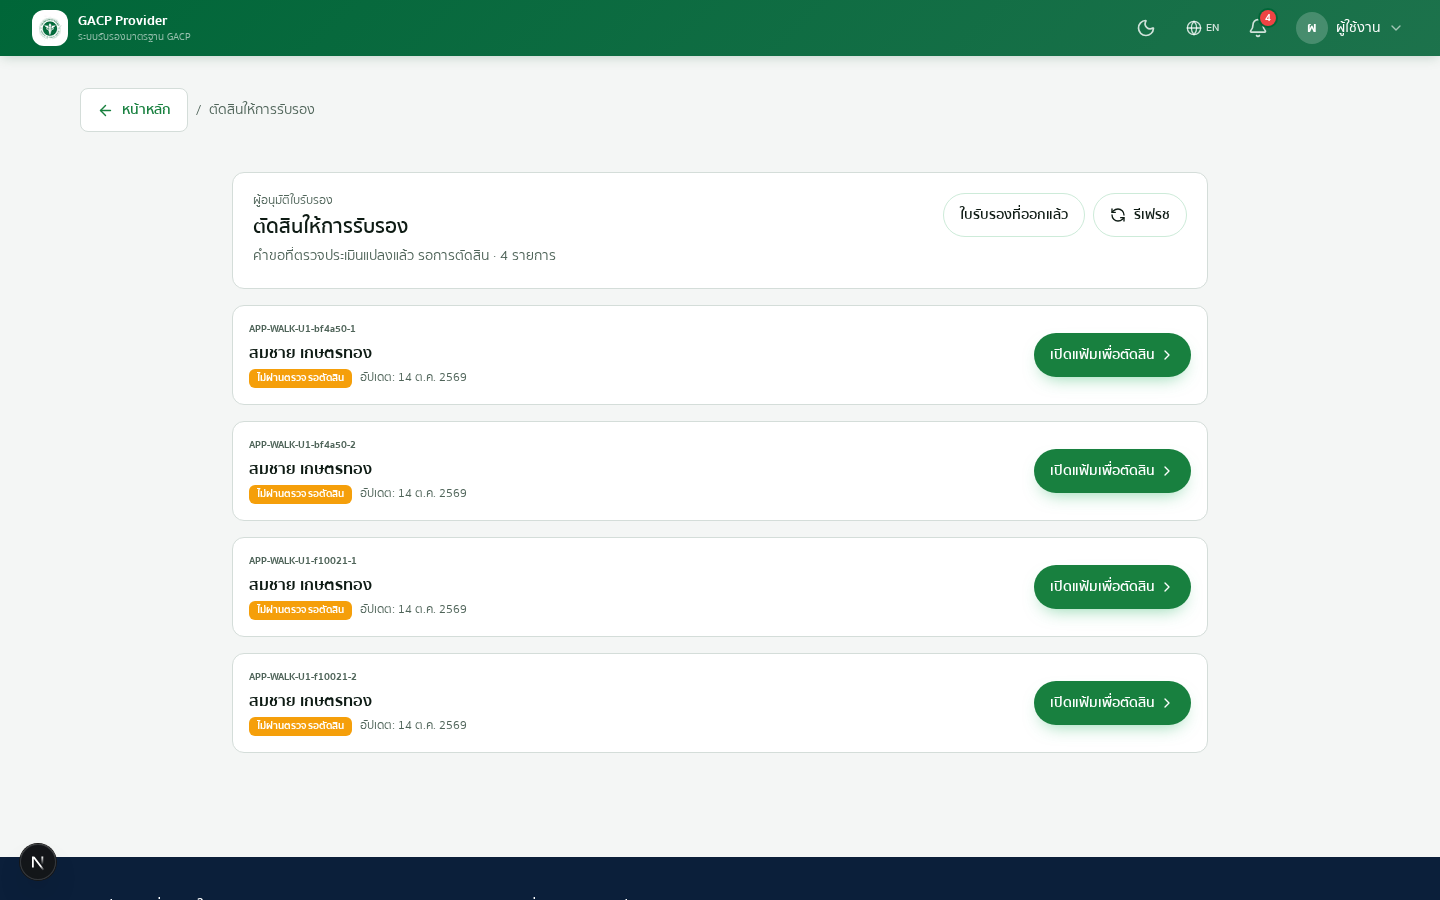 GACP Provider
ระบบรับรองมาตรฐาน GACP
EN
4
ผ
ผู้ใช้งาน
หน้าหลัก
/ ตัดสินให้การรับรอง
ผู้อนุมัติใบรับรอง
ตัดสินให้การรับรอง
คำขอที่ตรวจประเมินแปลงแล้ว รอการตัดสิน · 4 รายการ
ใบรับรองที่ออกแล้ว
รีเฟรช
APP-WALK-U1-bf4a50-1
สมชาย เกษตรทอง
ไม่ผ่านตรวจ รอตัดสิน
อัปเดต: 14 ต.ค. 2569
เปิดแฟ้มเพื่อตัดสิน
APP-WALK-U1-bf4a50-2
สมชาย เกษตรทอง
ไม่ผ่านตรวจ รอตัดสิน
อัปเดต: 14 ต.ค. 2569
เปิดแฟ้มเพื่อตัดสิน
APP-WALK-U1-f10021-1
สมชาย เกษตรทอง
ไม่ผ่านตรวจ รอตัดสิน
อัปเดต: 14 ต.ค. 2569
เปิดแฟ้มเพื่อตัดสิน
APP-WALK-U1-f10021-2
สมชาย เกษตรทอง
ไม่ผ่านตรวจ รอตัดสิน
อัปเดต: 14 ต.ค. 2569
เปิดแฟ้มเพื่อตัดสิน
N